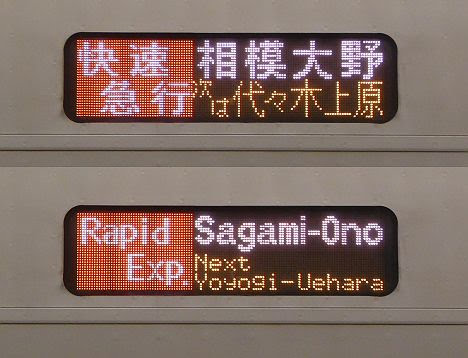 快速 相模大野
急行 次は代々木上原
Rapid Sagami-Ono
Exp. Next
Yoyogi-Uehara